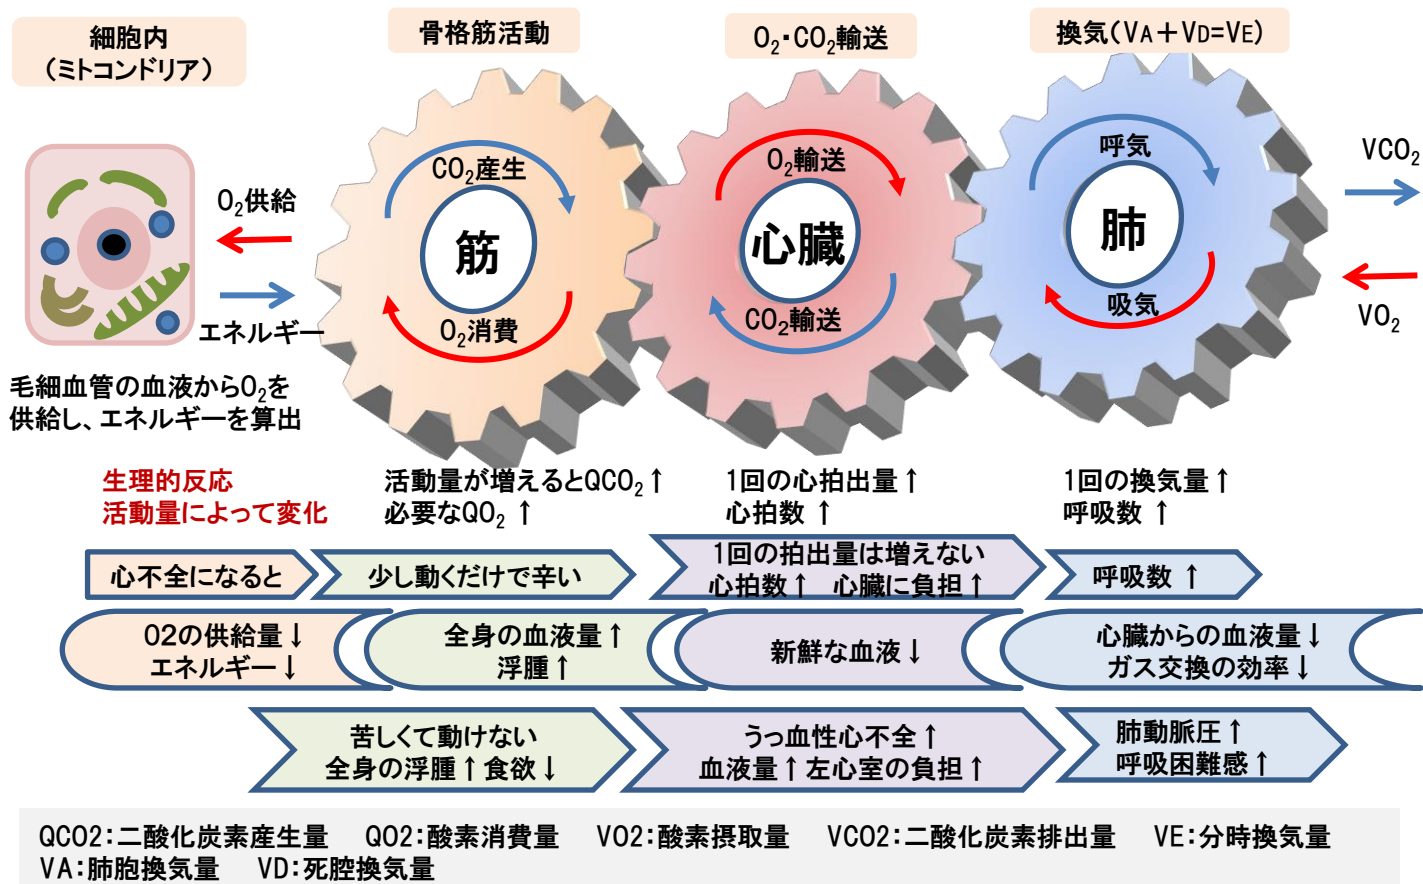 細胞内
（ミトコンドリア）
骨格筋活動
O₂・CO₂輸送
換気（VA＋VD=VE）
CO₂産生
筋
O₂消費
O₂輸送
心臓
CO₂輸送
呼気
肺
吸気
VCO₂
VO₂
O₂供給
エネルギー
毛細血管の血液からO₂を
供給し、エネルギーを算出
生理的反応
活動量によって変化
活動量が増えるとQCO₂↑
必要なQO₂ ↑
1回の心拍出量↑
心拍数 ↑
1回の換気量↑
呼吸数 ↑
心不全になると
少し動くだけで辛い
1回の拍出量は増えない
心拍数↑ 心臓に負担↑
呼吸数 ↑
O2の供給量↓
エネルギー↓
全身の血液量↑
浮腫↑
新鮮な血液↓
心臓からの血液量↓
ガス交換の効率↓
苦しくて動けない
全身の浮腫↑食欲↓
うっ血性心不全↑
血液量↑左心室の負担↑
肺動脈圧↑
呼吸困難感↑
QCO2：二酸化炭素産生量 QO2：酸素消費量 VO2：酸素摂取量 VCO2：二酸化炭素排出量 VE：分時換気量
VA：肺胞換気量 VD：死腔換気量